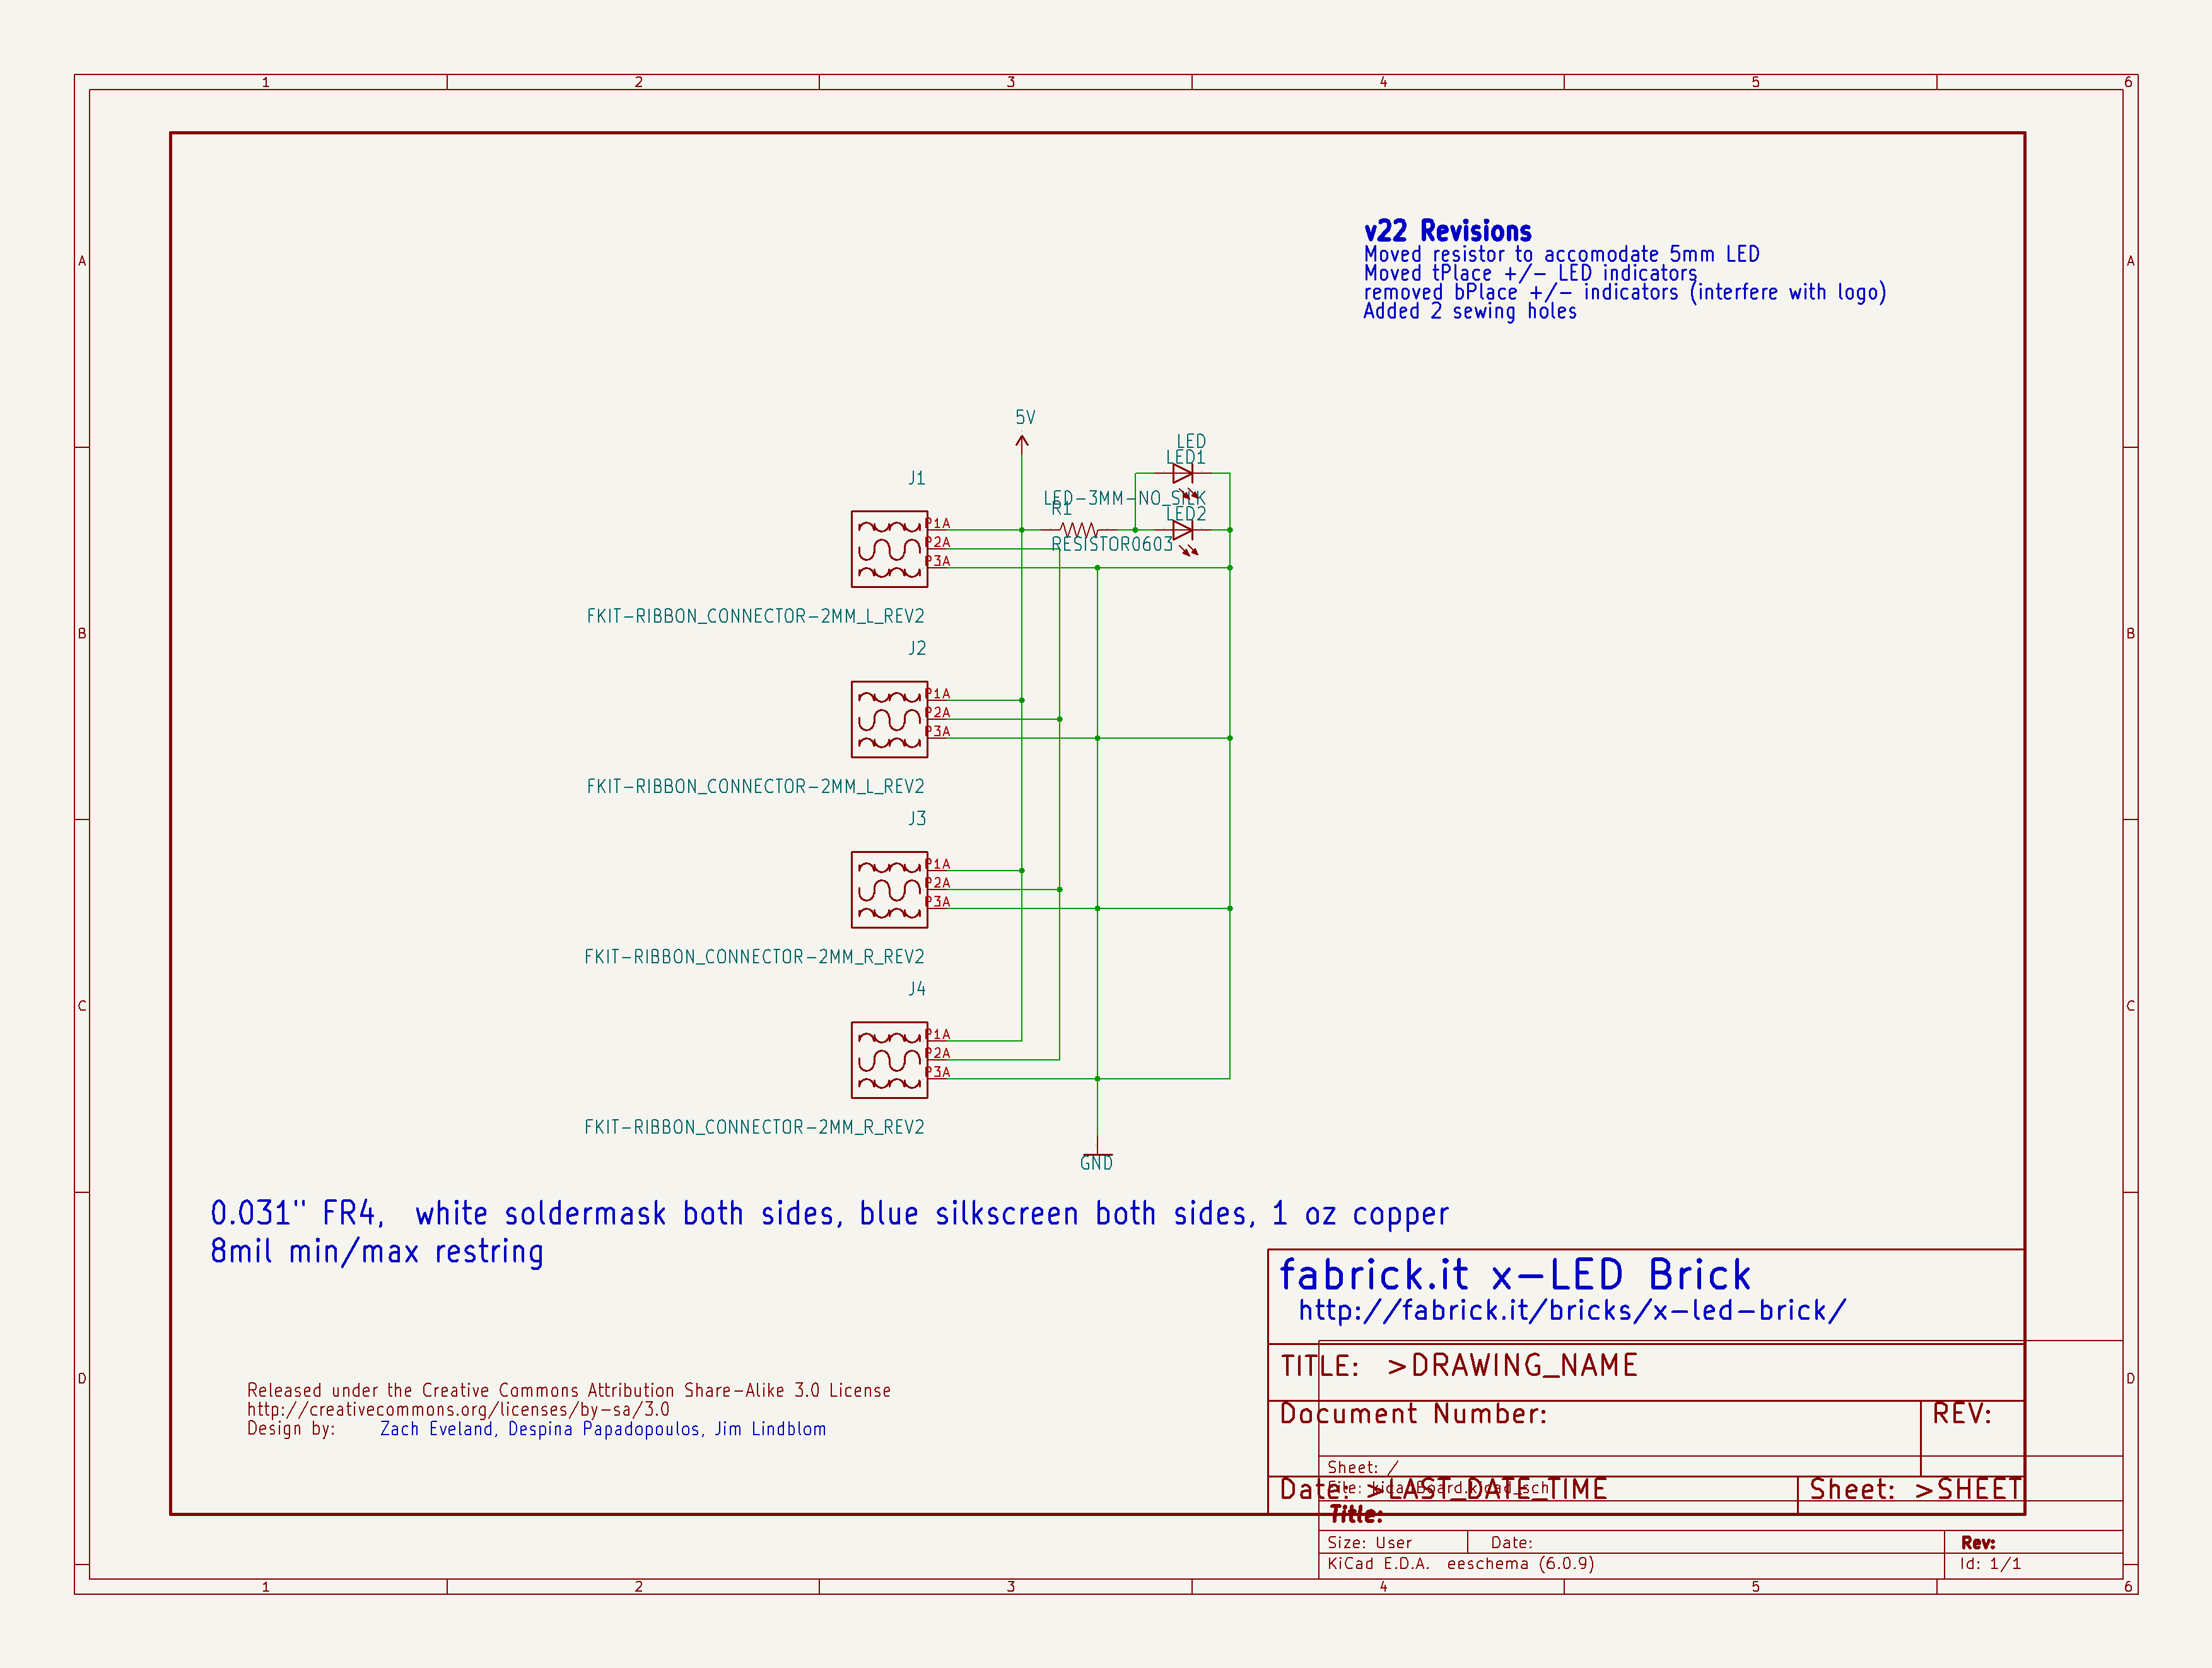 1 2 3 4 5 6
A A
v22 Revisions
Moved resistor to accomodate 5mm LED
Moved tPlace +/- LED indicators
removed bPlace +/- indicators (interfere with logo)
Added 2 sewing holes
5V
LED
LED1
J1
LED-3MM-NO_SILK
R1
LED2
P1A
P2A
RESISTOR0603
P3A
FKIT-RIBBON_CONNECTOR-2MM_L_REV2
B B
J2
P1A
P2A
P3A
FKIT-RIBBON_CONNECTOR-2MM_L_REV2
J3
P1A
P2A
P3A
FKIT-RIBBON_CONNECTOR-2MM_R_REV2
J4
C C
P1A
P2A
P3A
FKIT-RIBBON_CONNECTOR-2MM_R_REV2
GND
0.031" FR4,  white soldermask both sides, blue silkscreen both sides, 1 oz copper
8mil min/max restring
fabrick.it x-LED Brick
http://fabrick.it/bricks/x-led-brick/
TITLE: >DRAWING_NAME
D D
Released under the Creative Commons Attribution Share-Alike 3.0 License
http://creativecommons.org/licenses/by-sa/3.0
Design by: Zach Eveland, Despina Papadopoulos, Jim Lindblom
Document Number: REV:
Sheet: /
File: kicadBoard.kicad_sch
Date: >LAST_DATE_TIME Sheet: >SHEET
Title:
Size: User Date: Rev:
KiCad E.D.A.  eeschema (6.0.9) Id: 1/1
1 2 3 4 5 6